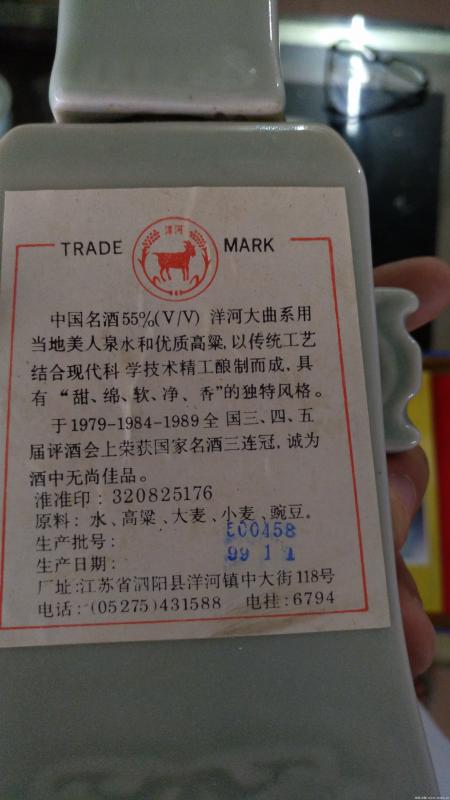 洋河
TRADE MARK
中国名酒55%(V/V) 洋河大曲系用
当地美人泉水和优质高粱,以传统工艺
结合现代科学技术精工酿制而成,具
有“甜、绵、软、净、香”的独特风格。
于1979-1984-1989全国三、四、五
届评酒会上荣获国家名酒三连冠,诚为
酒中无尚佳品。
淮准印:320825176
原料:水、高粱、大麦、小麦、豌豆。
生产批号:
生产日期: 99 1 1
厂址:江苏省泗阳县洋河镇中大街118号
电话:(05275)431588 电挂:6794